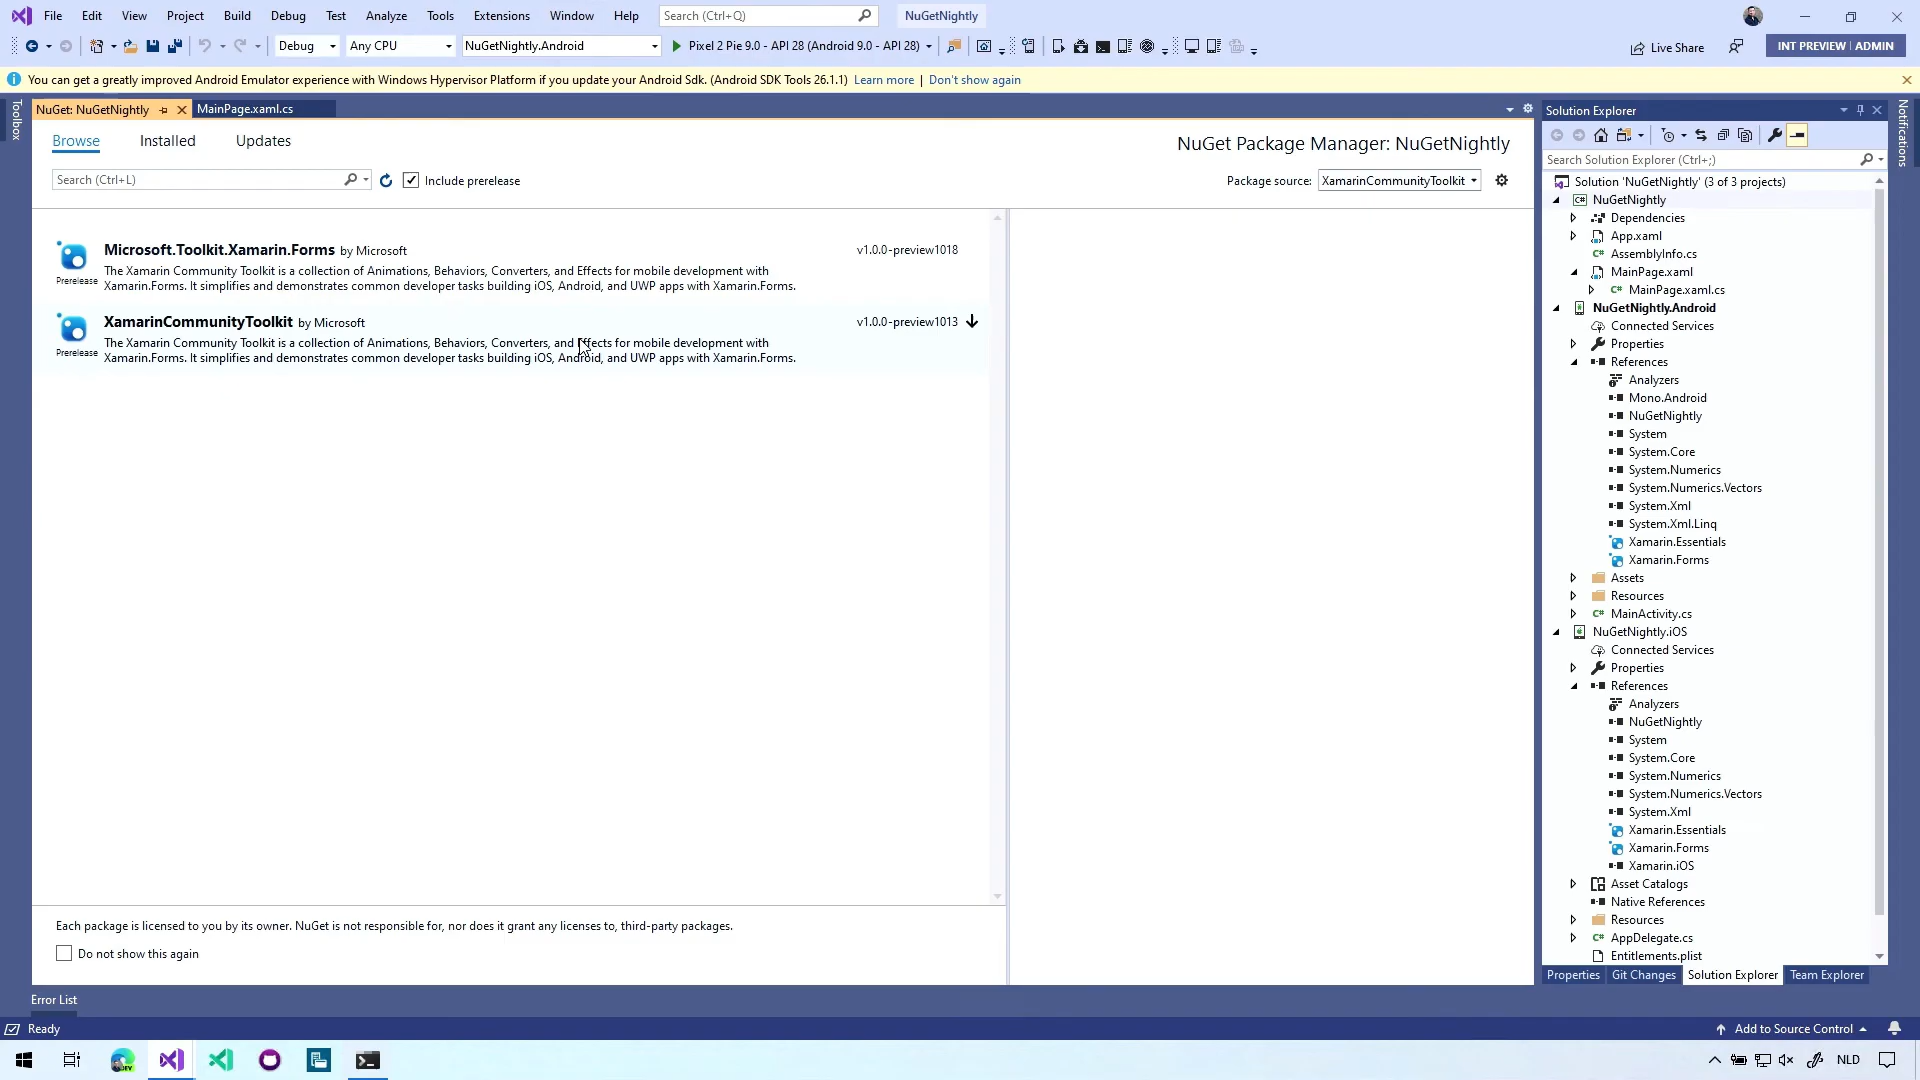 File Edit View Project Build Debug Test Analyze Tools Extensions Window Help Search (Ctrl+Q) NuGetNightly
Debug Any CPU NuGetNightly.Android Pixel 2 Pie 9.0 - API 28 (Android 9.0 - API 28) Live Share INT PREVIEW | ADMIN
You can get a greatly improved Android Emulator experience with Windows Hypervisor Platform if you update your Android Sdk. (Android SDK Tools 26.1.1) Learn more | Don't show again
Toolbox
NuGet: NuGetNightly MainPage.xaml.cs
Browse Installed Updates
NuGet Package Manager: NuGetNightly
Search (Ctrl+L) Include prerelease
Package source: XamarinCommunityToolkit
Microsoft.Toolkit.Xamarin.Forms by Microsoft v1.0.0-preview1018
Prerelease
The Xamarin Community Toolkit is a collection of Animations, Behaviors, Converters, and Effects for mobile development with
Xamarin.Forms. It simplifies and demonstrates common developer tasks building iOS, Android, and UWP apps with Xamarin.Forms.
XamarinCommunityToolkit by Microsoft v1.0.0-preview1013
Prerelease
The Xamarin Community Toolkit is a collection of Animations, Behaviors, Converters, and Effects for mobile development with
Xamarin.Forms. It simplifies and demonstrates common developer tasks building iOS, Android, and UWP apps with Xamarin.Forms.
Each package is licensed to you by its owner. NuGet is not responsible for, nor does it grant any licenses to, third-party packages.
Do not show this again
Solution Explorer
Search Solution Explorer (Ctrl+;)
Solution 'NuGetNightly' (3 of 3 projects)
C# NuGetNightly
Dependencies
App.xaml
C# AssemblyInfo.cs
MainPage.xaml
C# MainPage.xaml.cs
NuGetNightly.Android
Connected Services
Properties
References
Analyzers
Mono.Android
NuGetNightly
System
System.Core
System.Numerics
System.Numerics.Vectors
System.Xml
System.Xml.Linq
Xamarin.Essentials
Xamarin.Forms
Assets
Resources
C# MainActivity.cs
NuGetNightly.iOS
Connected Services
Properties
References
Analyzers
NuGetNightly
System
System.Core
System.Numerics
System.Numerics.Vectors
System.Xml
Xamarin.Essentials
Xamarin.Forms
Xamarin.iOS
Asset Catalogs
Native References
Resources
C# AppDelegate.cs
Entitlements.plist
Properties Git Changes Solution Explorer Team Explorer
Notifications
Error List
Ready Add to Source Control
DEV NLD